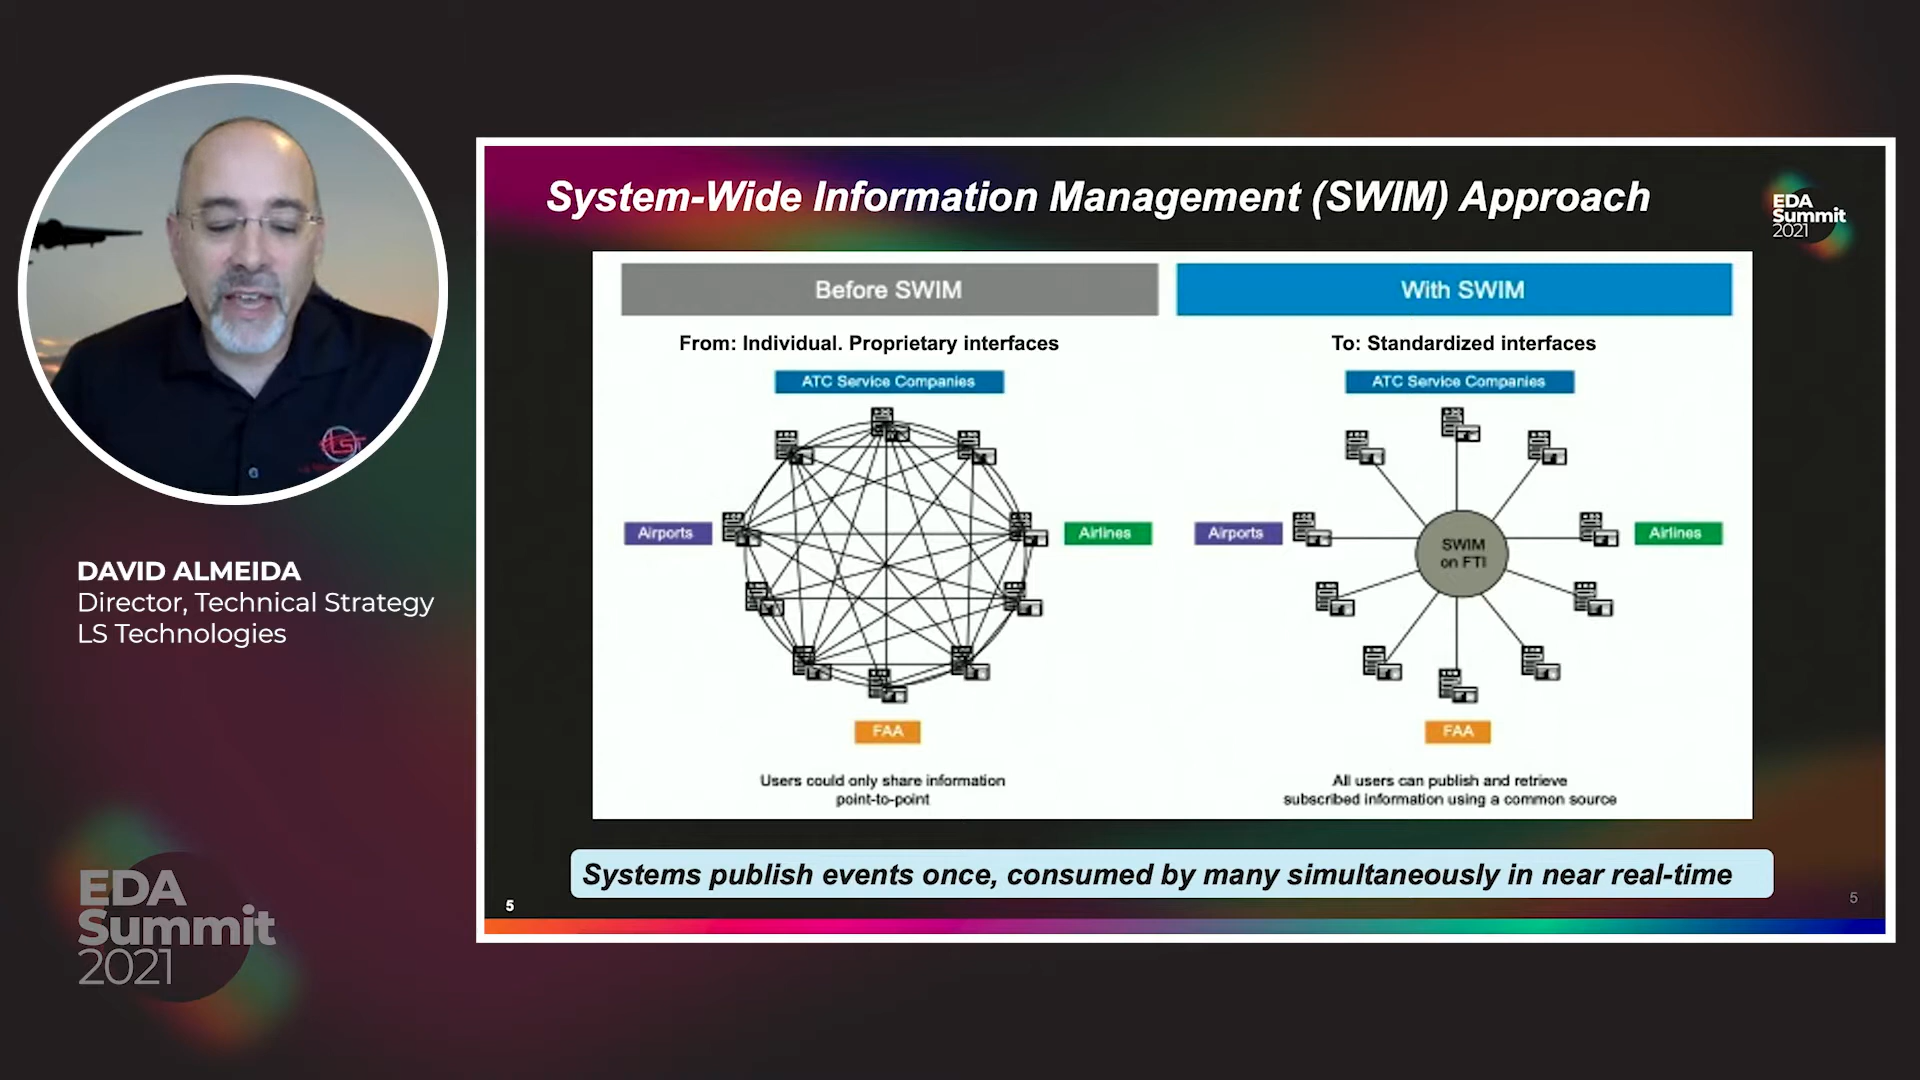 DAVID ALMEIDA
Director, Technical Strategy
LS Technologies
EDA
Summit
2021
System-Wide Information Management (SWIM) Approach
EDA
Summit
2021
Before SWIM
From: Individual. Proprietary interfaces
ATC Service Companies
Airports
Airlines
FAA
Users could only share information
point-to-point
With SWIM
To: Standardized interfaces
ATC Service Companies
Airports
SWIM
on FTI
Airlines
FAA
All users can publish and retrieve
subscribed information using a common source
Systems publish events once, consumed by many simultaneously in near real-time
5
5